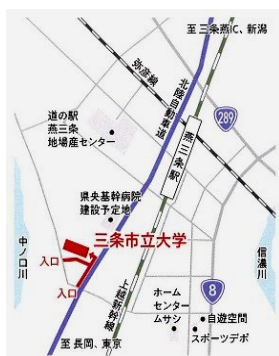 至 三条燕IC、新潟
弥彦線
北陸自動車道
燕三条駅
289
道の駅
燕三条
地場産センター
県央基幹病院
建設予定地
三条市立大学
入口
入口
中ノ口川
信濃川
上越新幹線
8
ホーム
センター
ムサシ
自遊空間
スポーツデポ
至 長岡、東京